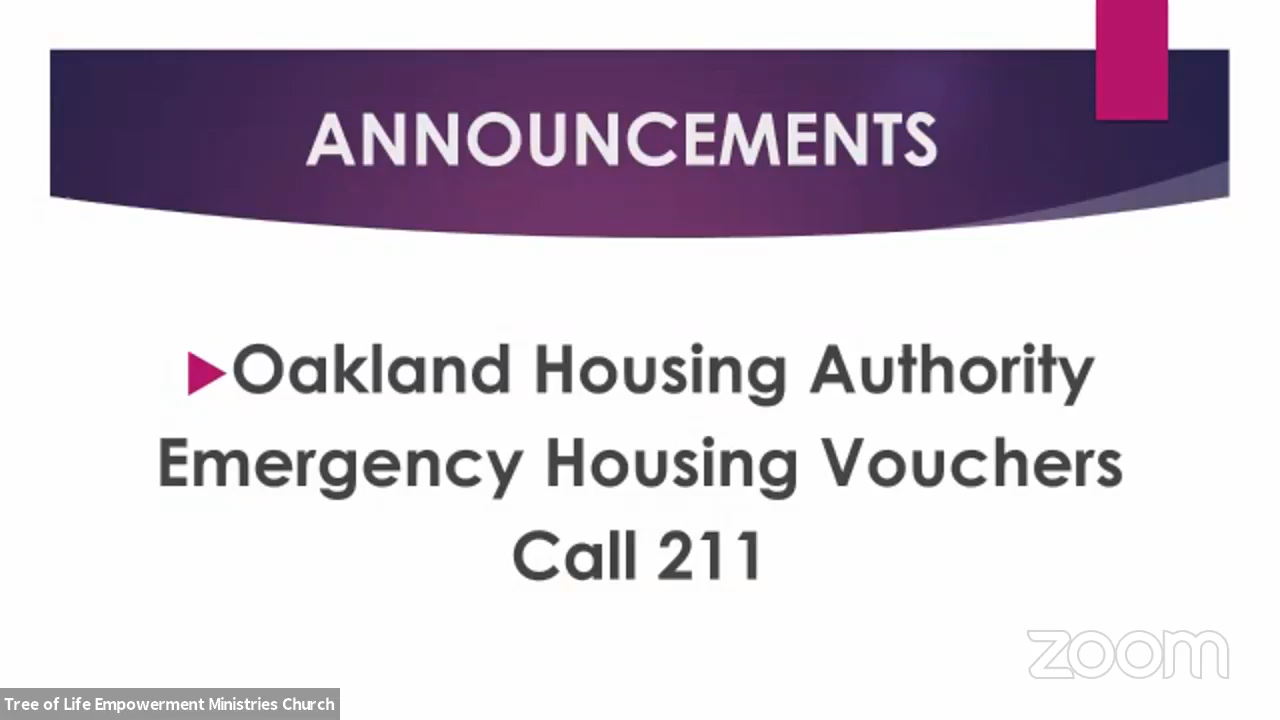 ANNOUNCEMENTS
Oakland Housing Authority
Emergency Housing Vouchers
Call 211
zoom
Tree of Life Empowerment Ministries Church